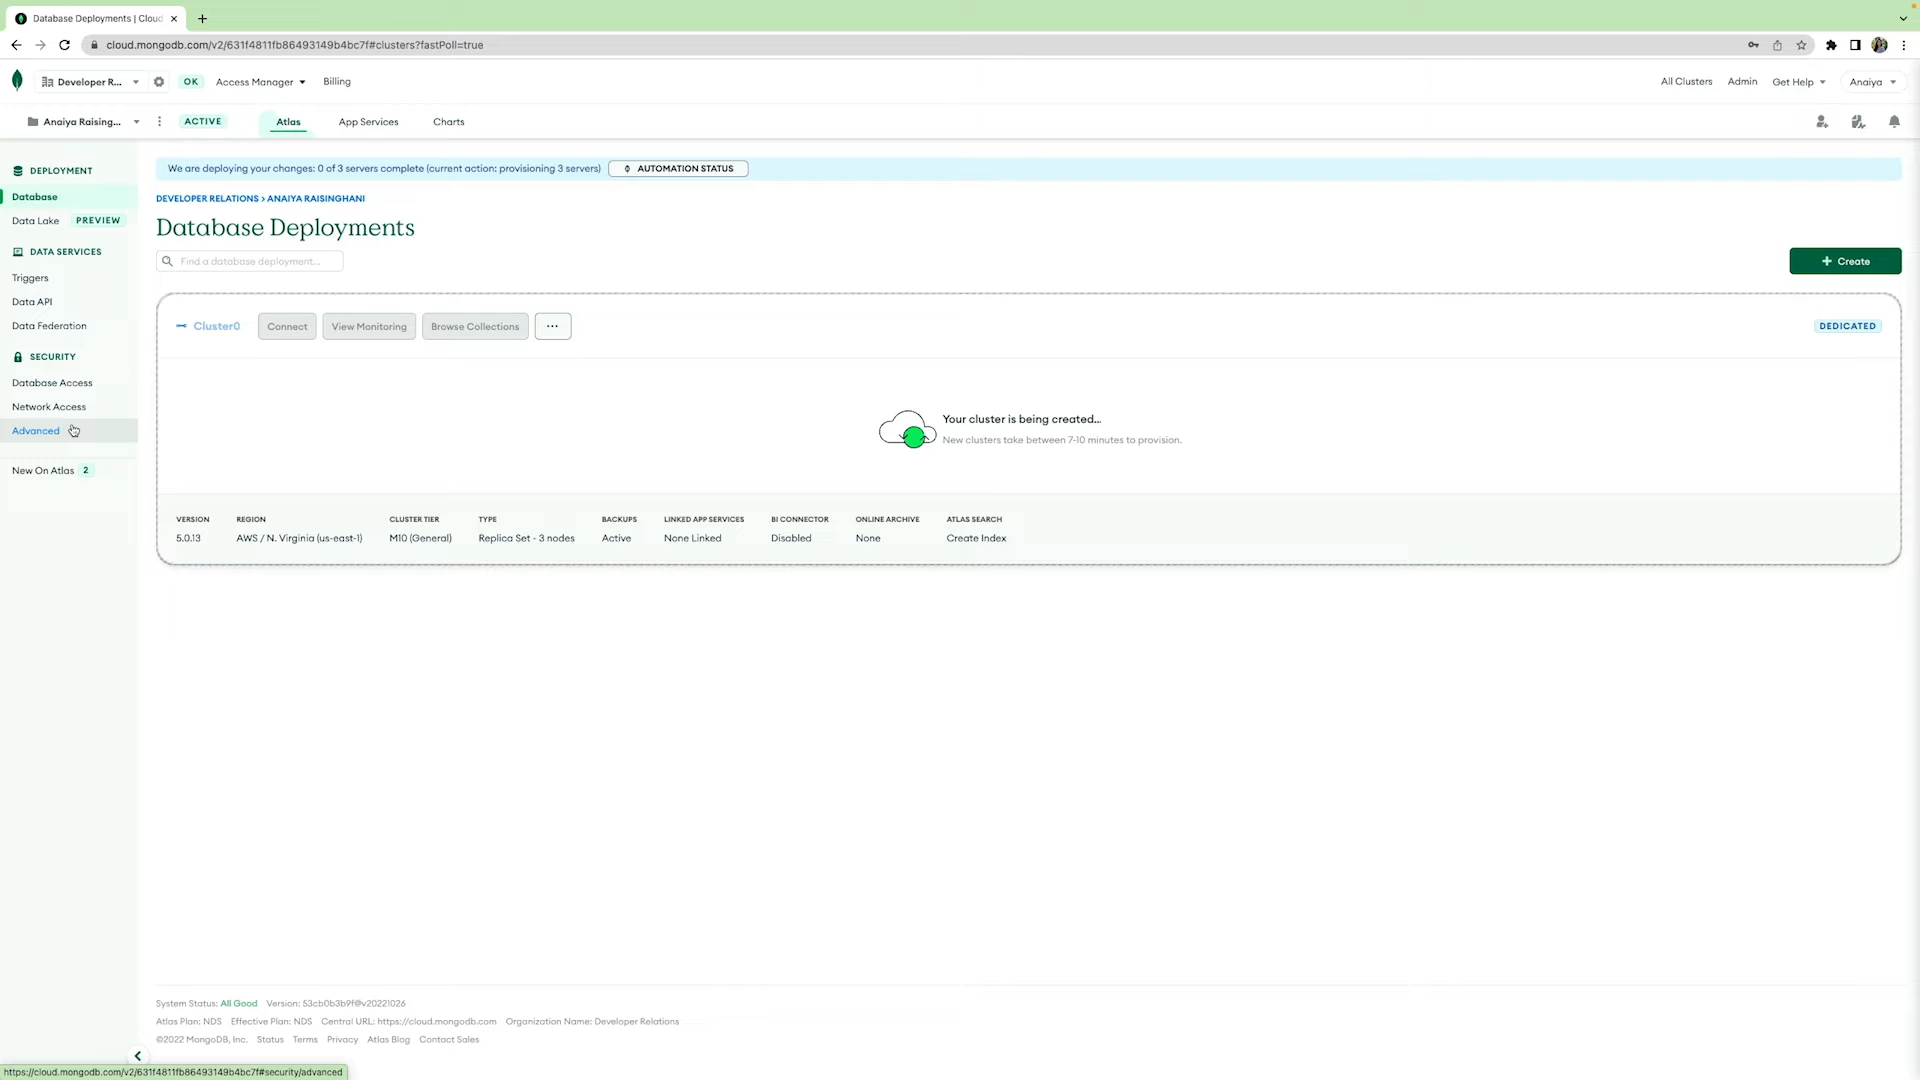 Database Deployments | Cloud
cloud.mongodb.com/v2/631f4811fb86493149b4bc7f#clusters?fastPoll=true
Developer R... OK Access Manager Billing All Clusters Admin Get Help Anaiya
Anaiya Raising... ACTIVE Atlas App Services Charts
DEPLOYMENT
Database
Data Lake PREVIEW
DATA SERVICES
Triggers
Data API
Data Federation
SECURITY
Database Access
Network Access
Advanced
New On Atlas 2
We are deploying your changes: 0 of 3 servers complete (current action: provisioning 3 servers) AUTOMATION STATUS
DEVELOPER RELATIONS > ANAIYA RAISINGHANI
Database Deployments
Find a database deployment...
+ Create
Cluster0 Connect View Monitoring Browse Collections ... DEDICATED
Your cluster is being created...
New clusters take between 7-10 minutes to provision.
VERSION REGION CLUSTER TIER TYPE BACKUPS LINKED APP SERVICES BI CONNECTOR ONLINE ARCHIVE ATLAS SEARCH
5.0.13 AWS / N. Virginia (us-east-1) M10 (General) Replica Set - 3 nodes Active None Linked Disabled None Create Index
System Status: All Good Version: 53cb0b3b9f@v20221026
Atlas Plan: NDS Effective Plan: NDS Central URL: https://cloud.mongodb.com Organization Name: Developer Relations
©2022 MongoDB, Inc. Status Terms Privacy Atlas Blog Contact Sales
https://cloud.mongodb.com/v2/631f4811fb86493149b4bc7f#security/advanced